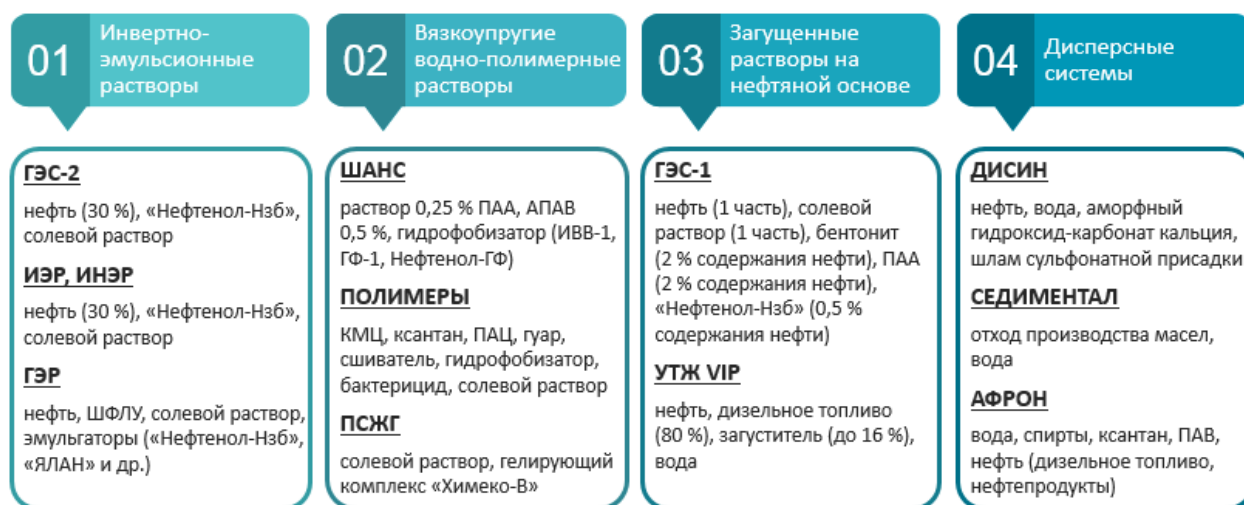 01
Инвертно-
эмульсионные
растворы
ГЭС-2
нефть (30 %), «Нефтенол-Нзб»,
солевой раствор
ИЭР, ИНЭР
нефть (30 %), «Нефтенол-Нзб»,
солевой раствор
ГЭР
нефть, ШФЛУ, солевой раствор,
эмульгаторы («Нефтенол-Нзб»,
«ЯЛАН» и др.)
02
Вязкоупругие
водно-полимерные
растворы
ШАНС
раствор 0,25 % ПАА, АПАВ
0,5 %, гидрофобизатор (ИВВ-1,
ГФ-1, Нефтенол-ГФ)
ПОЛИМЕРЫ
КМЦ, ксантан, ПАЦ, гуар,
сшиватель, гидрофобизатор,
бактерицид, солевой раствор
ПСЖГ
солевой раствор, гелирующий
комплекс «Химеко-В»
03
Загущенные
растворы на
нефтяной основе
ГЭС-1
нефть (1 часть), солевой
раствор (1 часть), бентонит
(2 % содержания нефти), ПАА
(2 % содержания нефти),
«Нефтенол-Нзб» (0,5 %
содержания нефти)
УТЖ VIP
нефть, дизельное топливо
(80 %), загуститель (до 16 %),
вода
04
Дисперсные
системы
ДИСИН
нефть, вода, аморфный
гидроксид-карбонат кальция,
шлам сульфонатной присадки
СЕДИМЕНТАЛ
отход производства масел,
вода
АФРОН
вода, спирты, ксантан, ПАВ,
нефть (дизельное топливо,
нефтепродукты)